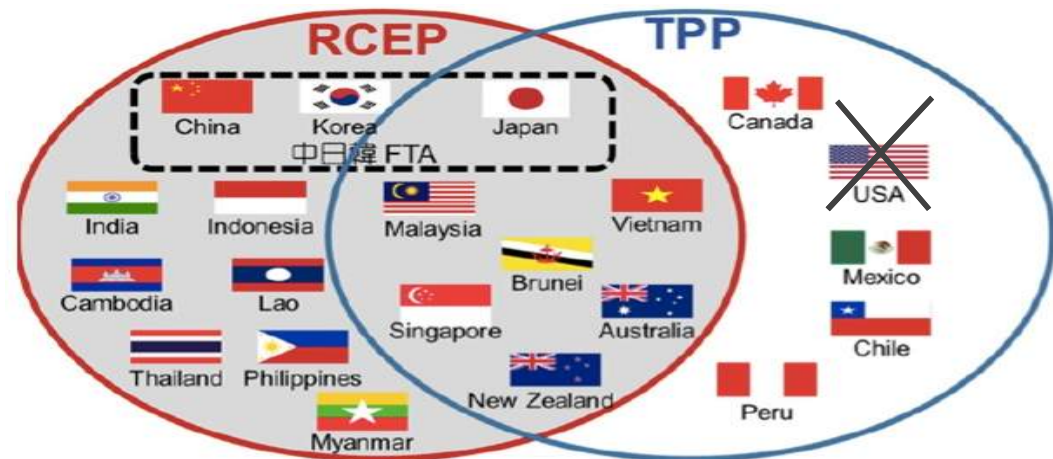 RCEP
TPP
China
Korea
Japan
Canada
中日韓 FTA
USA
India
Indonesia
Malaysia
Vietnam
Brunei
Mexico
Cambodia
Lao
Singapore
Australia
Chile
Thailand
Philippines
New Zealand
Peru
Myanmar